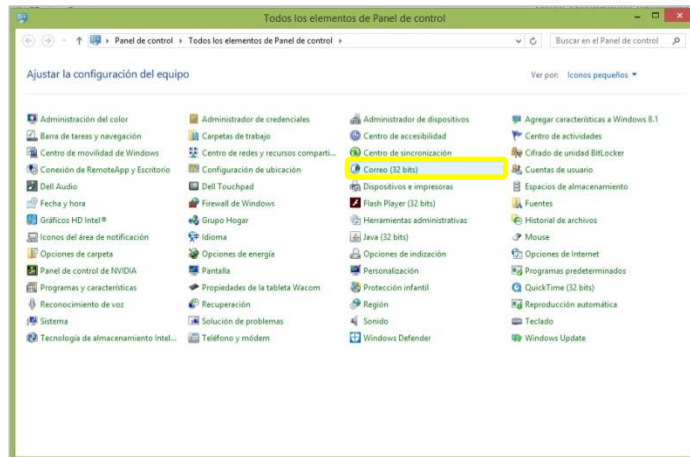 Todos los elementos de Panel de control
Panel de control Todos los elementos de Panel de control
Buscar en el Panel de control
Ajustar la configuración del equipo
Ver por: Iconos pequeños
Administración del color Administrador de credenciales Administrador de dispositivos Agregar características a Windows 8.1
Barra de tareas y navegación Carpetas de trabajo Centro de accesibilidad Centro de actividades
Centro de movilidad de Windows Centro de redes y recursos comparti... Centro de sincronización Cifrado de unidad BitLocker
Conexión de RemoteApp y Escritorio Configuración de ubicación Correo (32 bits) Cuentas de usuario
Dell Audio Dell Touchpad Dispositivos e impresoras Espacios de almacenamiento
Fecha y hora Firewall de Windows Flash Player (32 bits) Fuentes
Gráficos HD Intel® Grupo Hogar Herramientas administrativas Historial de archivos
Iconos del área de notificación Idioma Java (32 bits) Mouse
Opciones de carpeta Opciones de energía Opciones de indización Opciones de Internet
Panel de control de NVIDIA Pantalla Personalización Programas predeterminados
Programas y características Propiedades de la tableta Wacom Protección infantil QuickTime (32 bits)
Reconocimiento de voz Recuperación Región Reproducción automática
Sistema Solución de problemas Sonido Teclado
Tecnología de almacenamiento Intel... Teléfono y módem Windows Defender Windows Update